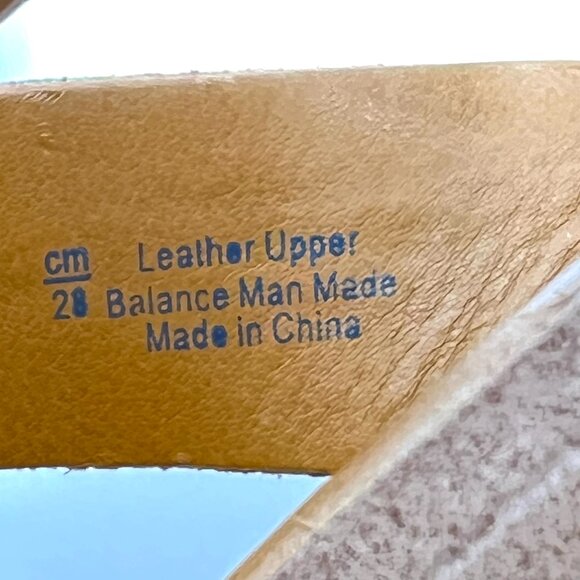 cm Leather Upper
28 Balance Man Made
Made in China